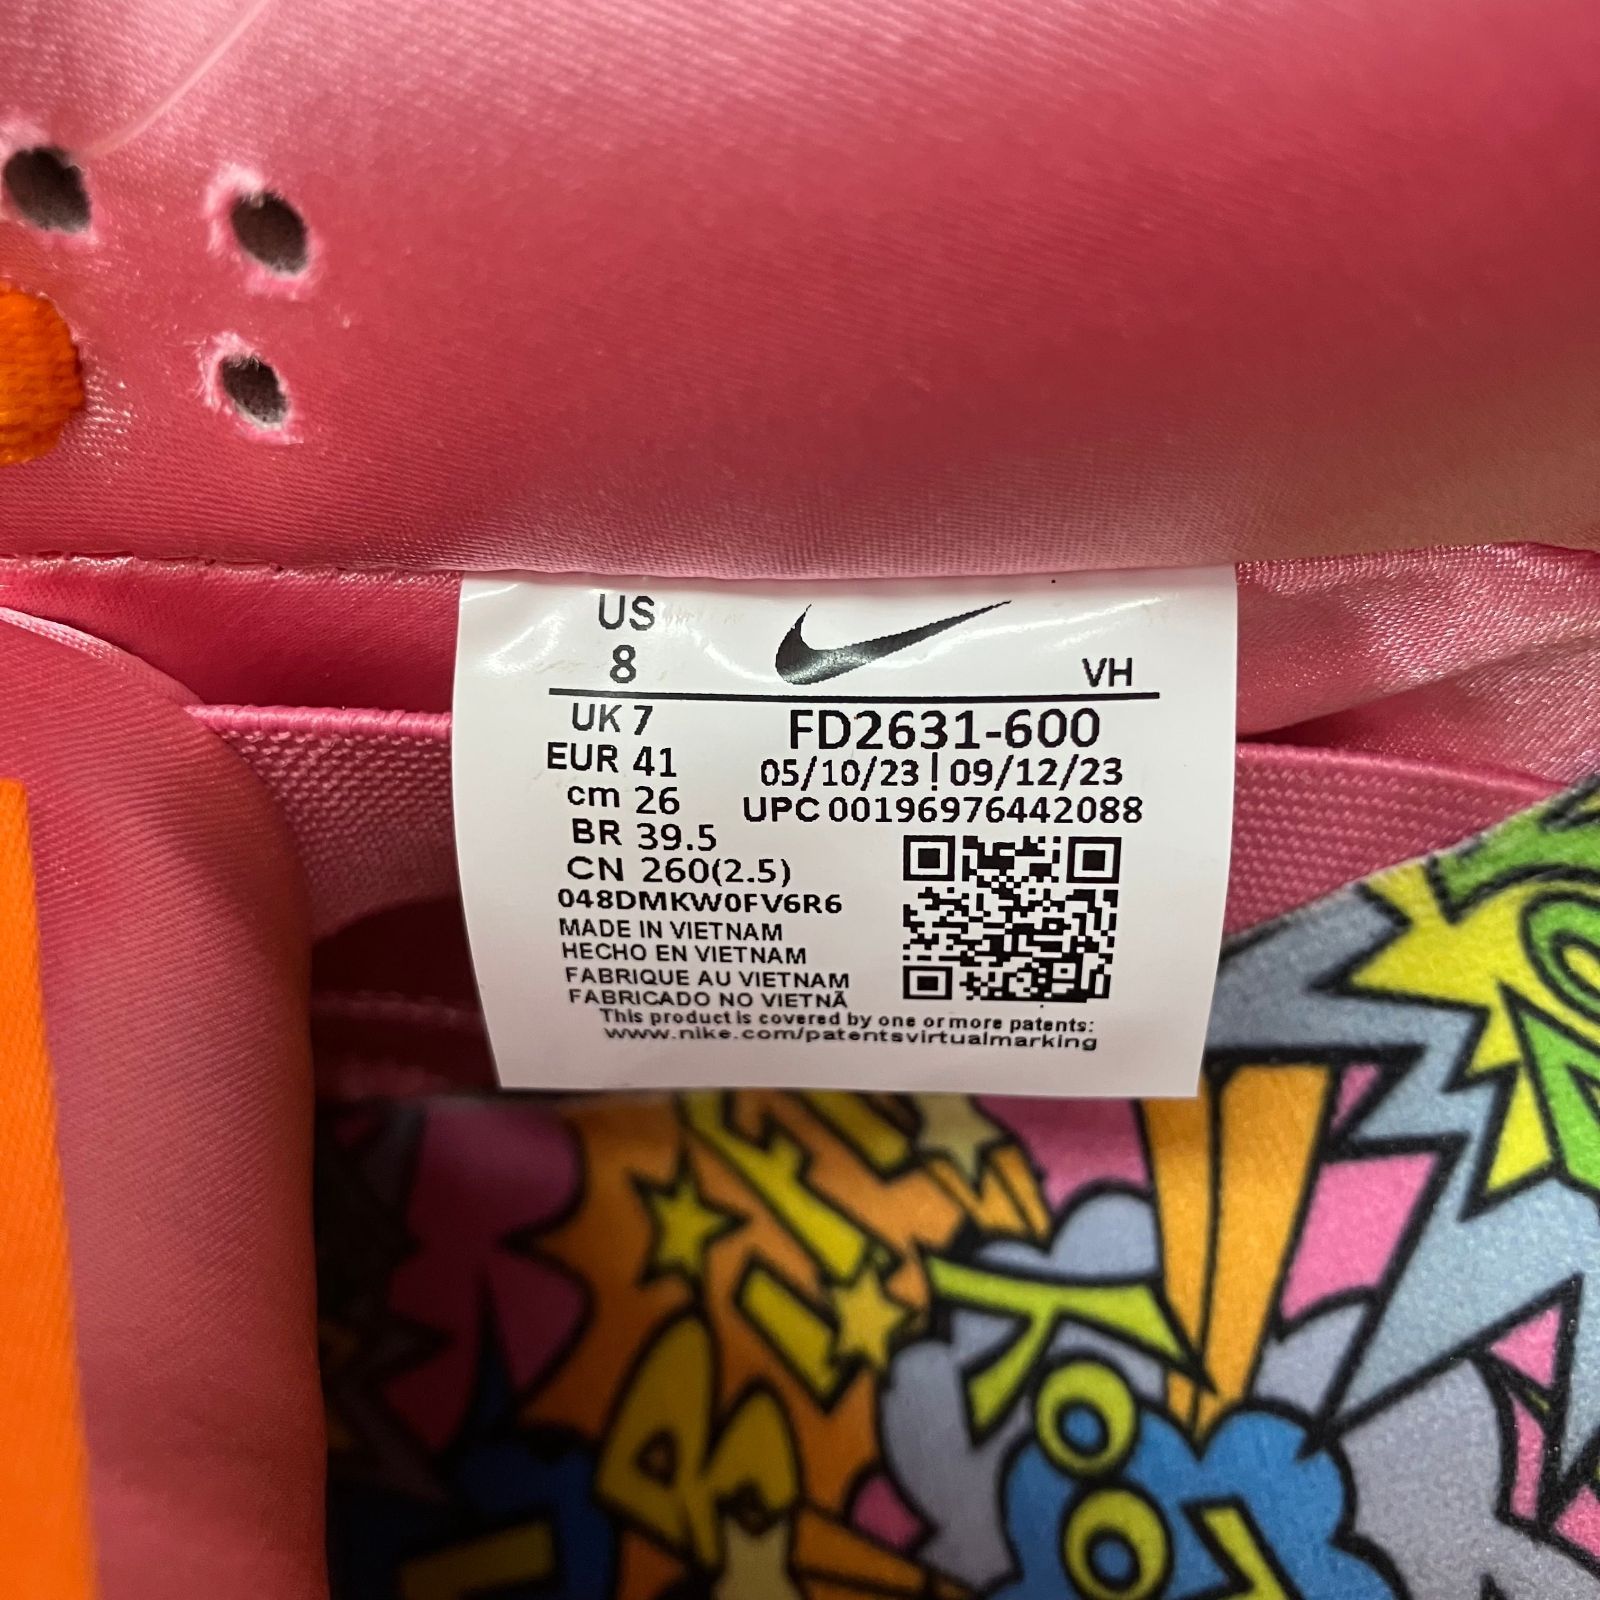 US
8
VH
UK 7
EUR 41
cm 26
BR 39.5
CN 260(2.5)
FD2631-600
05/10/23 | 09/12/23
UPC 00196976442088
048DMKW0FV6R6
MADE IN VIETNAM
HECHO EN VIETNAM
FABRIQUE AU VIETNAM
FABRICADO NO VIETNÃ
This product is covered by one or more patents:
www.nike.com/patentsvirtualmarking